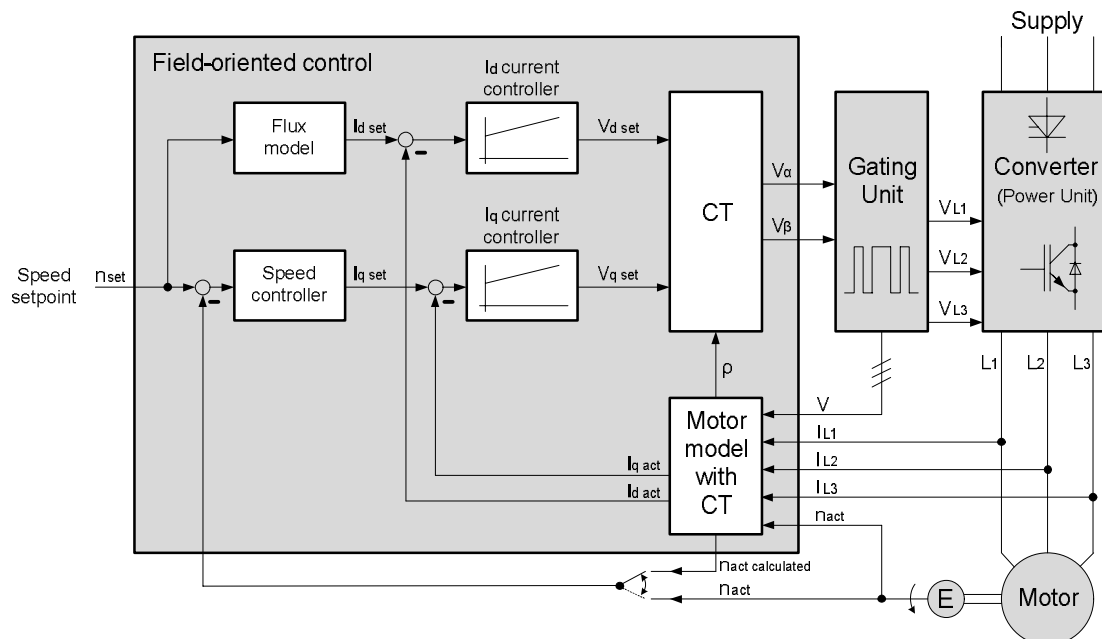 Supply
Field-oriented control
Id current
controller
Flux
model
Id set
Vd set
CT
Vα
Vβ
Gating
Unit
Converter
(Power Unit)
VL1
VL2
VL3
Iq current
controller
Speed
setpoint
nset
Speed
controller
Iq set
Vq set
L1
L2
L3
ρ
Motor
model
with
CT
V
IL1
IL2
IL3
nact
Iq act
Id act
nact calculated
nact
E
Motor